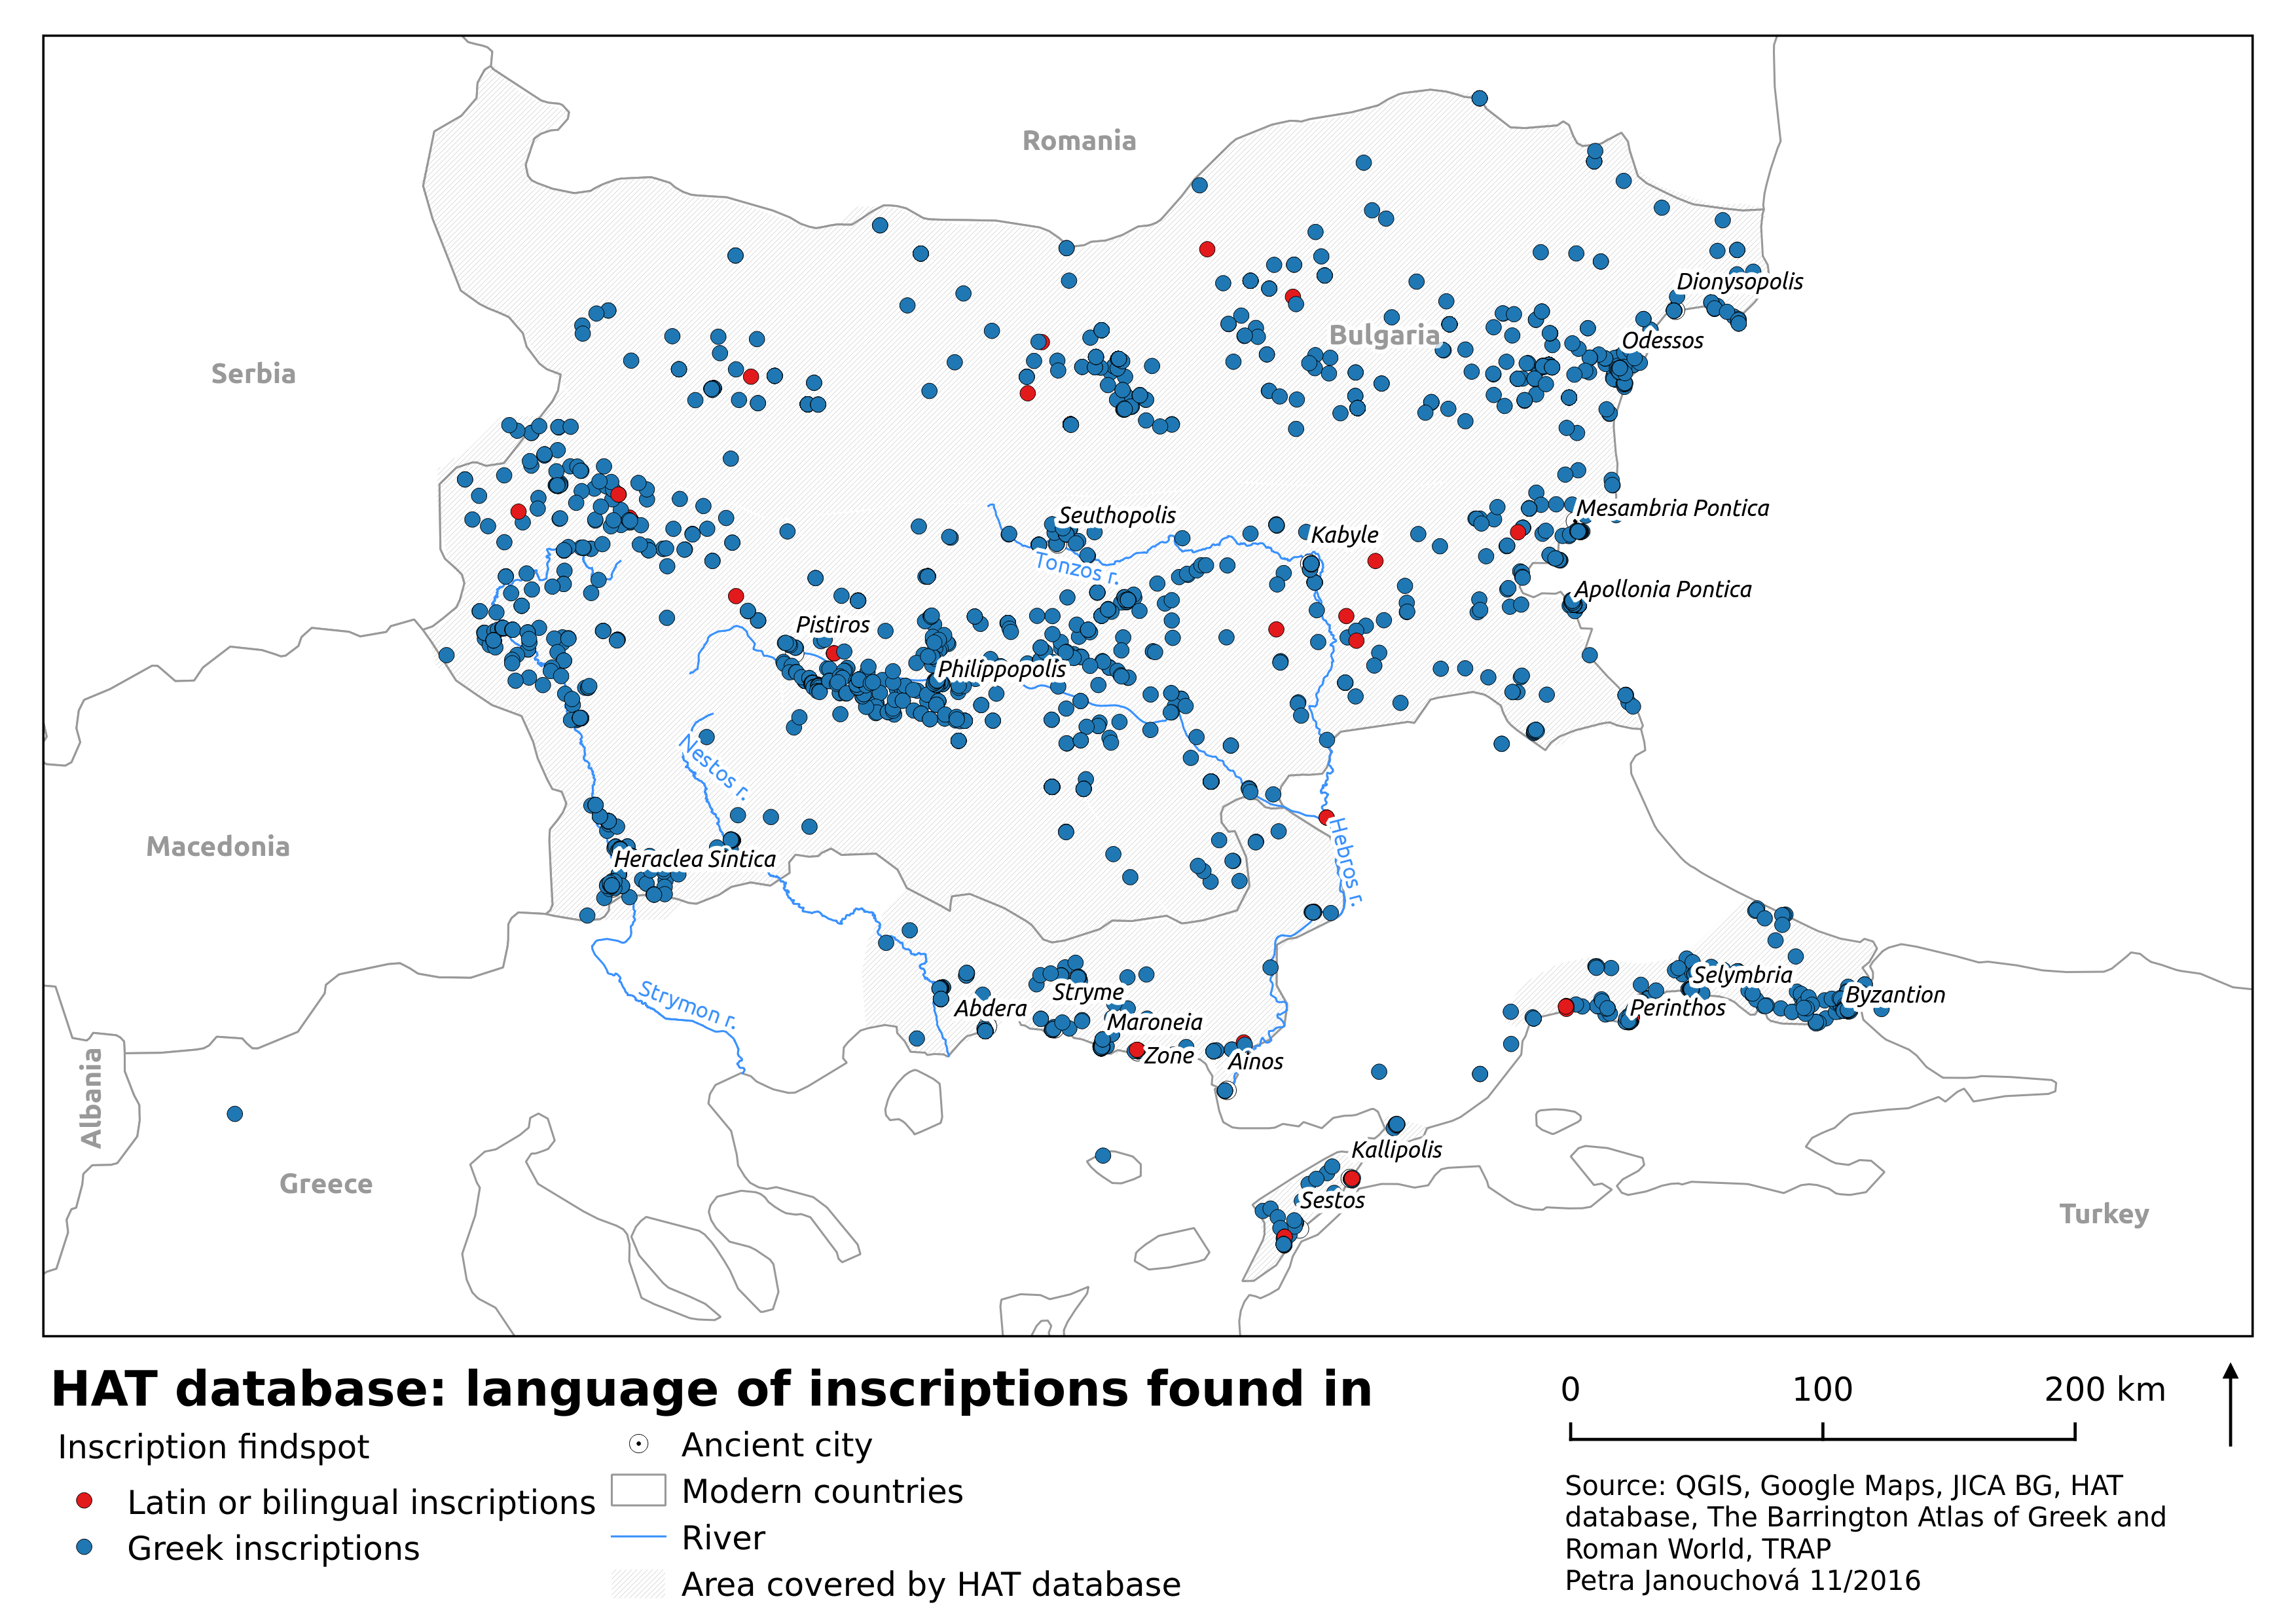 Romania
Dionysopolis
Bulgaria
Odessos
Serbia
Seuthopolis
Mesambria Pontica
Kabyle
Tonzos r.
Apollonia Pontica
Pistiros
Philippopolis
Nestos r.
Macedonia
Heraclea Sintica
Hebros r.
Strymon r.
Abdera
Stryme
Maroneia
Zone
Ainos
Selymbria
Perinthos
Byzantion
Albania
Greece
Kallipolis
Sestos
Turkey
HAT database: language of inscriptions found in
Inscription findspot
Latin or bilingual inscriptions
Greek inscriptions
Ancient city
Modern countries
River
Area covered by HAT database
0 100 200 km
Source: QGIS, Google Maps, JICA BG, HAT
database, The Barrington Atlas of Greek and
Roman World, TRAP
Petra Janouchová 11/2016